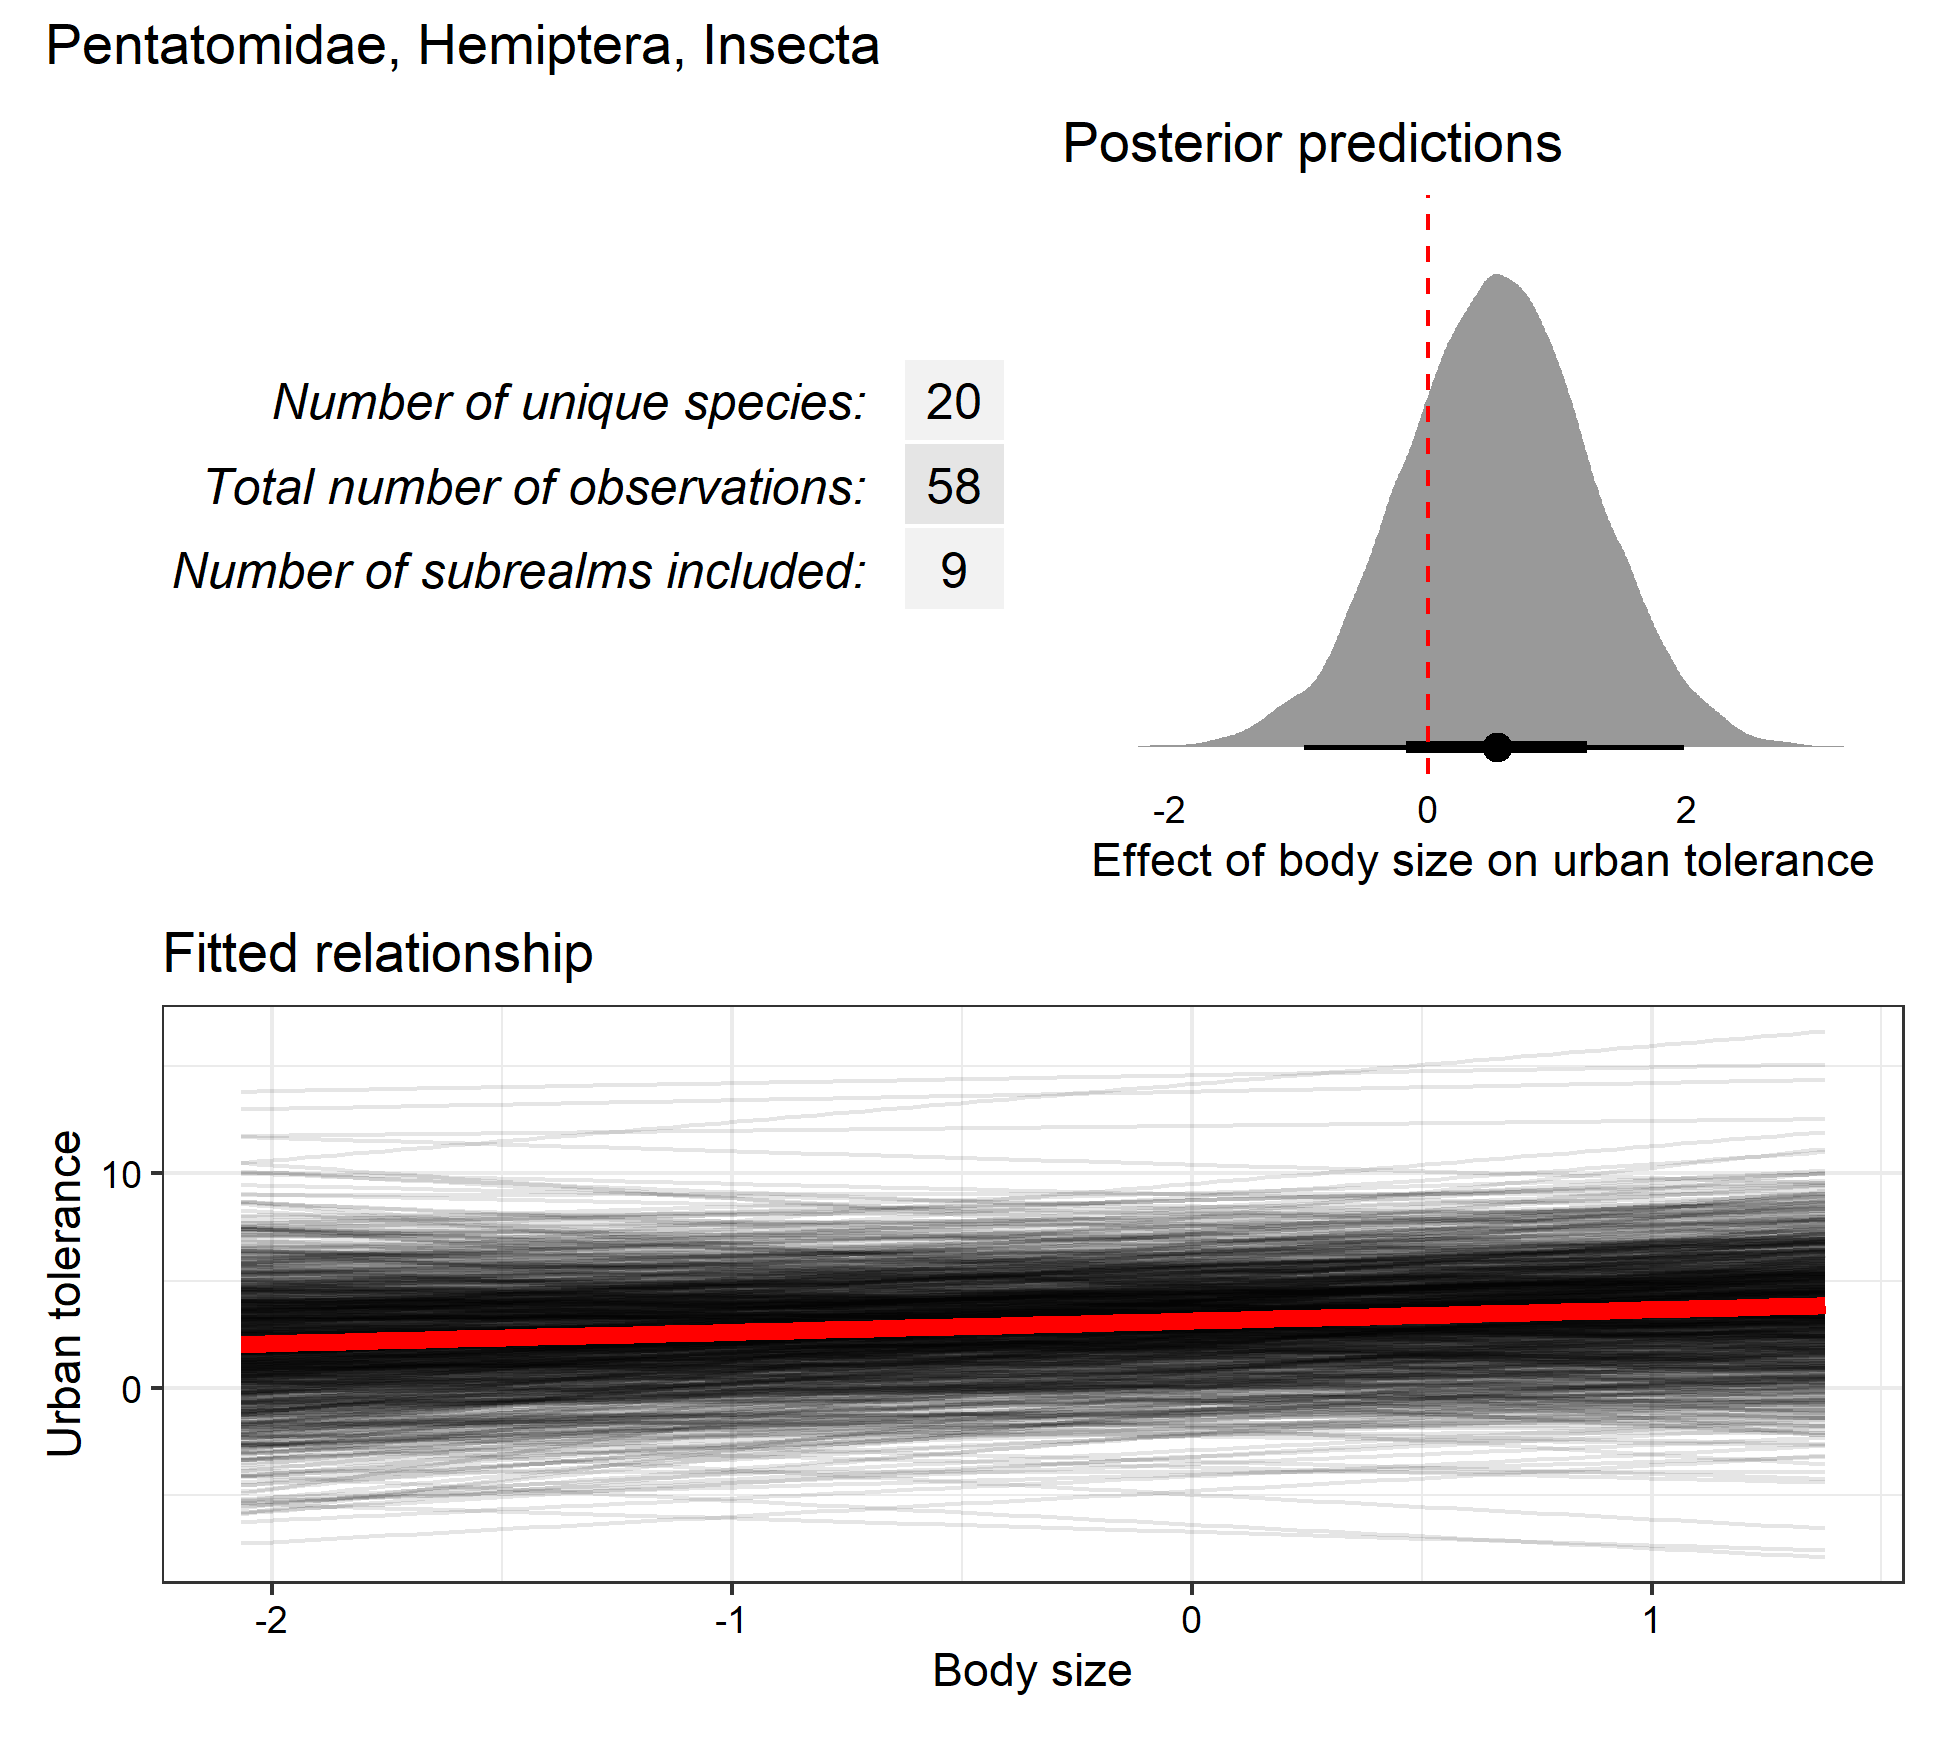 Pentatomidae, Hemiptera, Insecta
Posterior predictions
Number of unique species: 20
Total number of observations: 58
Number of subrealms included: 9
-2 0 2
Effect of body size on urban tolerance
Fitted relationship
Urban tolerance
10
0
-2 -1 0 1
Body size